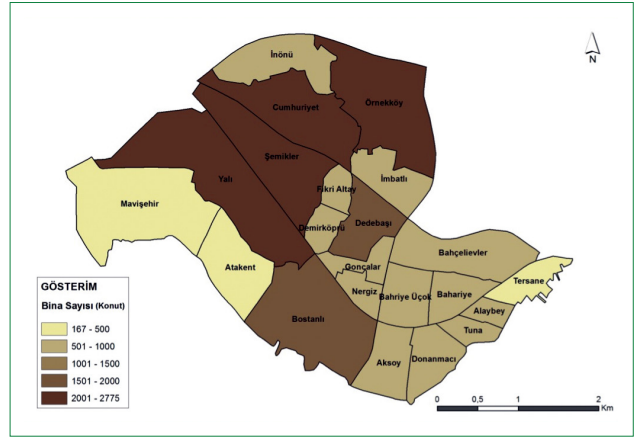 N
İnönü
Cumhuriyet
Örnekköy
Şemikler
Yalı
Fikri Altay
İmbatlı
Mavişehir
Demirköprü
Dedebaşı
Atakent
Gonçalar
Bahçelievler
Tersane
Nergiz
Bahriye Üçok
Bahariye
Alaybey
Bostanlı
Tuna
Aksoy
Donanmacı
GÖSTERİM
Bina Sayısı (Konut)
167 - 500
501 - 1000
1001 - 1500
1501 - 2000
2001 - 2775
0 0,5 1 2
Km